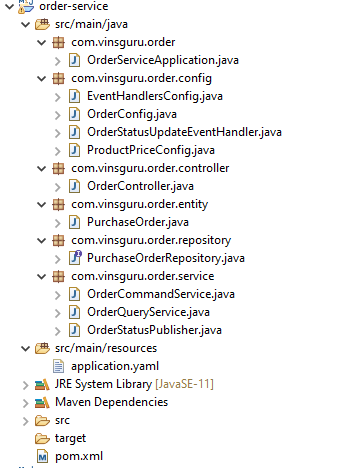 order-service
src/main/java
com.vinsguru.order
OrderServiceApplication.java
com.vinsguru.order.config
EventHandlersConfig.java
OrderConfig.java
OrderStatusUpdateEventHandler.java
ProductPriceConfig.java
com.vinsguru.order.controller
OrderController.java
com.vinsguru.order.entity
PurchaseOrder.java
com.vinsguru.order.repository
PurchaseOrderRepository.java
com.vinsguru.order.service
OrderCommandService.java
OrderQueryService.java
OrderStatusPublisher.java
src/main/resources
application.yaml
JRE System Library [JavaSE-11]
Maven Dependencies
src
target
pom.xml